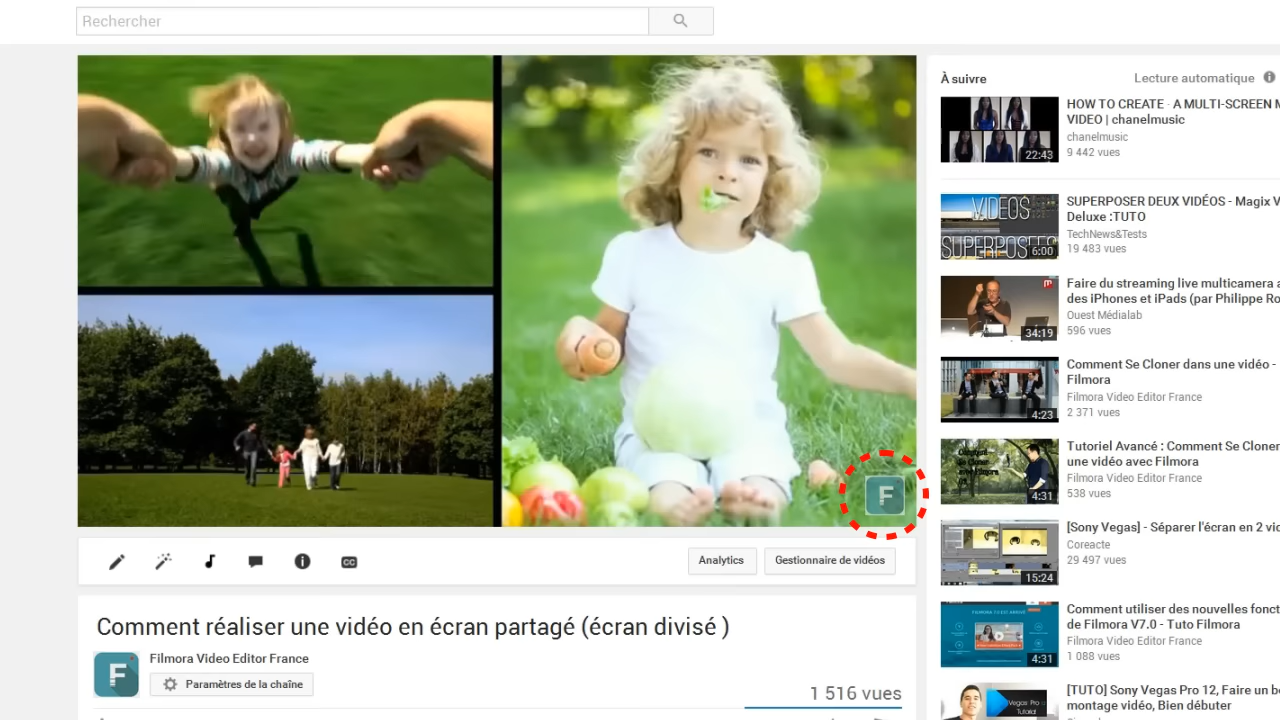 Rechercher
À suivre
Lecture automatique
HOW TO CREATE · A MULTI-SCREEN M
VIDEO | chanelmusic
chanelmusic
9 442 vues
22:43
SUPERPOSER DEUX VIDÉOS - Magix V
Deluxe :TUTO
TechNews&Tests
19 483 vues
VIDEOS
SUPERPOSEES
6:00
Faire du streaming live multicamera a
des iPhones et iPads (par Philippe Ro
Ouest Médialab
596 vues
34:19
Comment Se Cloner dans une vidéo -
Filmora
Filmora Video Editor France
2 371 vues
4:23
Tutoriel Avancé : Comment Se Cloner
une vidéo avec Filmora
Filmora Video Editor France
538 vues
4:31
[Sony Vegas] - Séparer l'écran en 2 vid
Coreacte
29 497 vues
15:24
Comment utiliser des nouvelles fonct
de Filmora V7.0 - Tuto Filmora
Filmora Video Editor France
1 088 vues
4:31
[TUTO] Sony Vegas Pro 12, Faire un be
montage vidéo, Bien débuter
Vegas Pro
Tutorial
F
CC
Analytics
Gestionnaire de vidéos
Comment réaliser une vidéo en écran partagé (écran divisé )
F
Filmora Video Editor France
Paramètres de la chaîne
1 516 vues